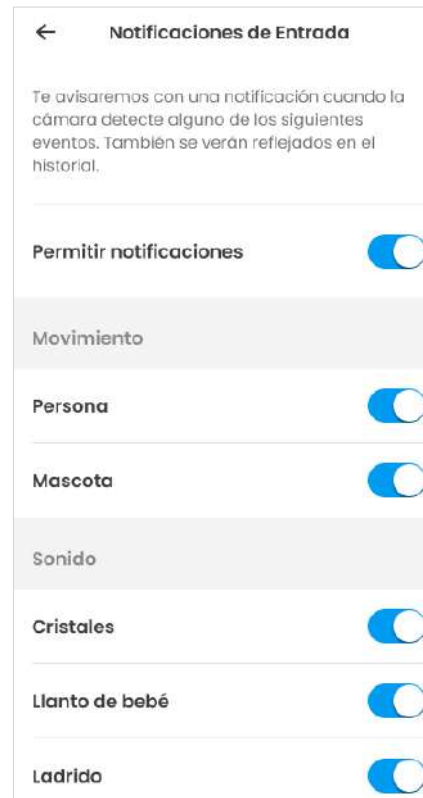 Notificaciones de Entrada
Te avisaremos con una notificación cuando la
cámara detecte alguno de los siguientes
eventos. También se verán reflejados en el
historial.
Permitir notificaciones
Movimiento
Persona
Mascota
Sonido
Cristales
Llanto de bebé
Ladrido